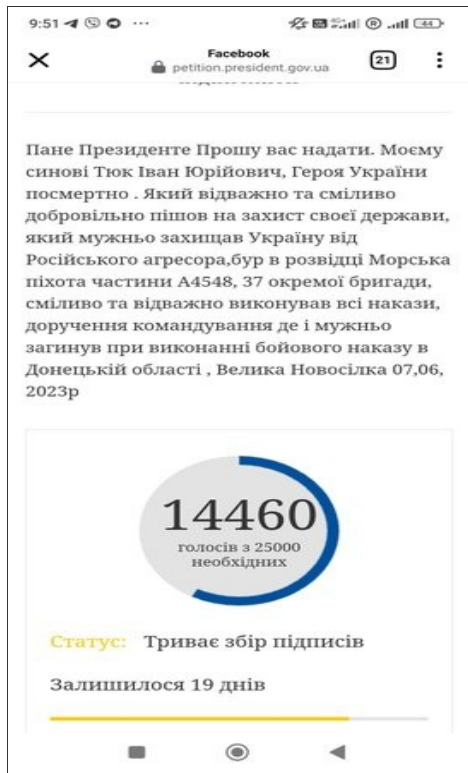 9:51
4G
R
44
Facebook
petition.president.gov.ua
21
Пане Президенте Прошу вас надати. Моєму
синові Тюк Іван Юрійович, Героя України
посмертно . Який відважно та сміливо
добровільно пішов на захист своєї держави,
який мужньо захищав Україну від
Російського агресора,бур в розвідці Морська
піхота частини А4548, 37 окремої бригади,
сміливо та відважно виконував всі накази,
доручення командування де і мужньо
загинув при виконанні бойового наказу в
Донецькій області , Велика Новосілка 07,06,
2023р
14460
голосів з 25000
необхідних
Статус: Триває збір підписів
Залишилося 19 днів